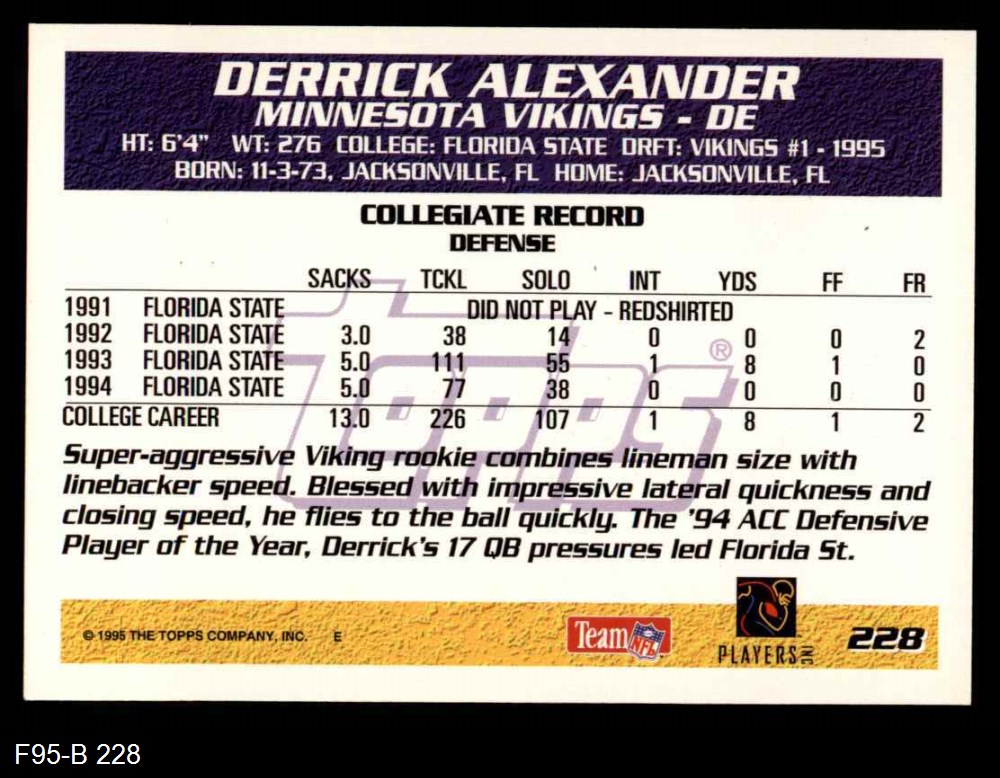 DERRICK ALEXANDER
MINNESOTA VIKINGS - DE
HT: 6'4" WT: 276 COLLEGE: FLORIDA STATE DRFT: VIKINGS #1 - 1995
BORN: 11-3-73, JACKSONVILLE, FL HOME: JACKSONVILLE, FL
COLLEGIATE RECORD
DEFENSE
SACKS TCKL SOLO INT YDS FF FR
1991 FLORIDA STATE DID NOT PLAY - REDSHIRTED
1992 FLORIDA STATE 3.0 38 14 0 0 0 2
1993 FLORIDA STATE 5.0 111 55 1 8 1 0
1994 FLORIDA STATE 5.0 77 38 0 0 0 0
COLLEGE CAREER 13.0 226 107 1 8 1 2
TOPPS ®
Super-aggressive Viking rookie combines lineman size with
linebacker speed. Blessed with impressive lateral quickness and
closing speed, he flies to the ball quickly. The '94 ACC Defensive
Player of the Year, Derrick's 17 QB pressures led Florida St.
© 1995 THE TOPPS COMPANY, INC. E
Team NFL
PLAYERS INC
228
F95-B 228